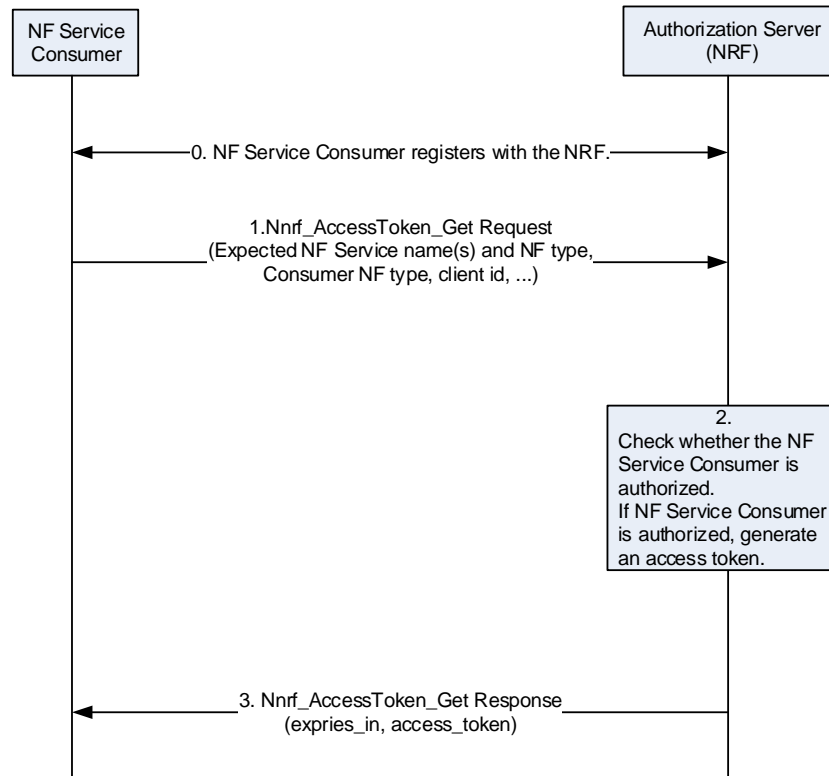 NF Service
Consumer
Authorization Server
(NRF)
0. NF Service Consumer registers with the NRF.
1.Nnrf_AccessToken_Get Request
(Expected NF Service name(s) and NF type,
Consumer NF type, client id, ...)
2.
Check whether the NF
Service Consumer is
authorized.
If NF Service Consumer
is authorized, generate
an access token.
3. Nnrf_AccessToken_Get Response
(expries_in, access_token)